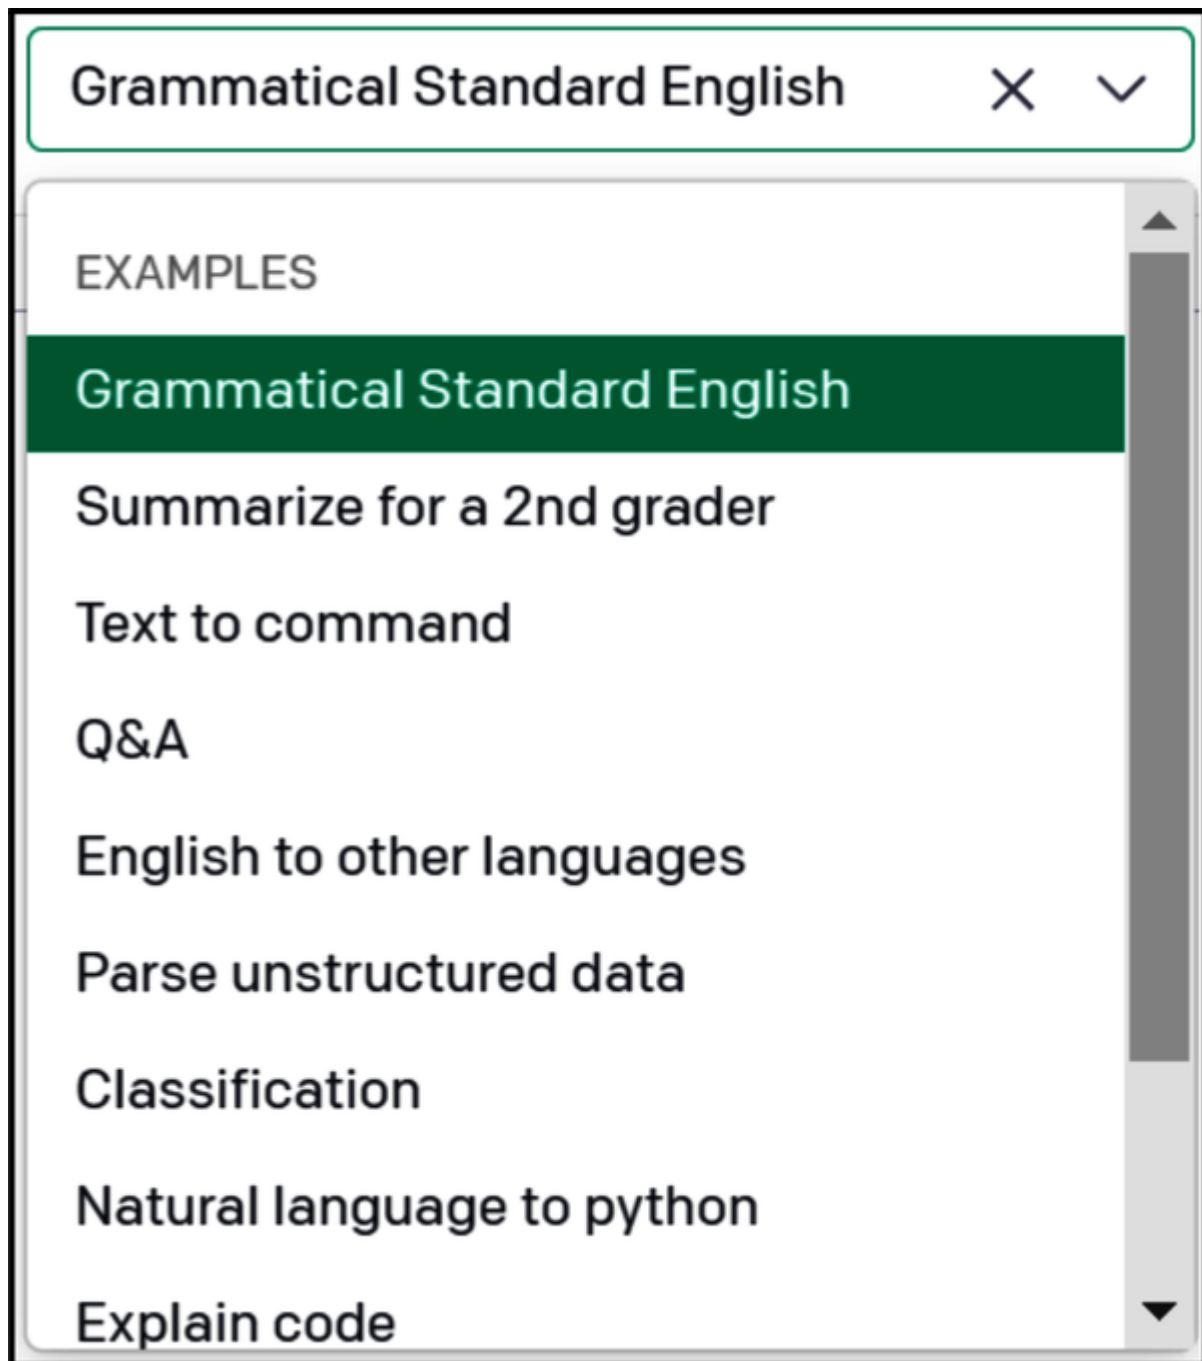 Grammatical Standard English
EXAMPLES
Grammatical Standard English
Summarize for a 2nd grader
Text to command
Q&A
English to other languages
Parse unstructured data
Classification
Natural language to python
Explain code